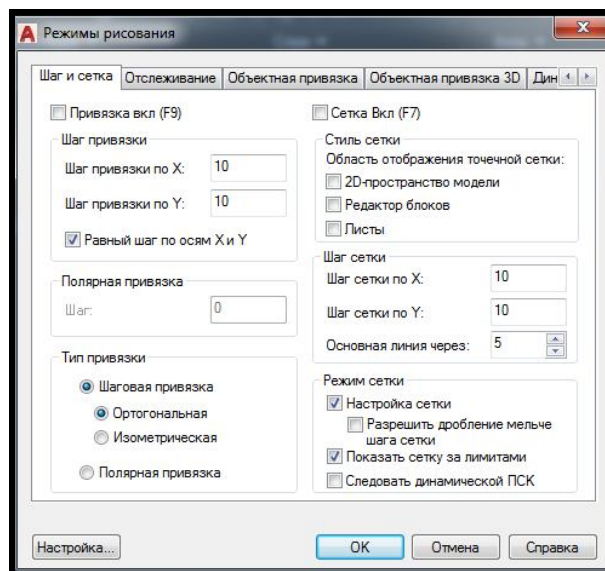 Режимы рисования
Шаг и сетка
Отслеживание
Объектная привязка
Объектная привязка 3D
Дин
Привязка вкл (F9)
Шаг привязки
Шаг привязки по X: 10
Шаг привязки по Y: 10
Равный шаг по осям X и Y
Полярная привязка
Шаг: 0
Тип привязки
Шаговая привязка
Ортогональная
Изометрическая
Полярная привязка
Сетка Вкл (F7)
Стиль сетки
Область отображения точечной сетки:
2D-пространство модели
Редактор блоков
Листы
Шаг сетки
Шаг сетки по X: 10
Шаг сетки по Y: 10
Основная линия через: 5
Режим сетки
Настройка сетки
Разрешить дробление мельче
шага сетки
Показать сетку за лимитами
Следовать динамической ПСК
Настройка...
OK
Отмена
Справка